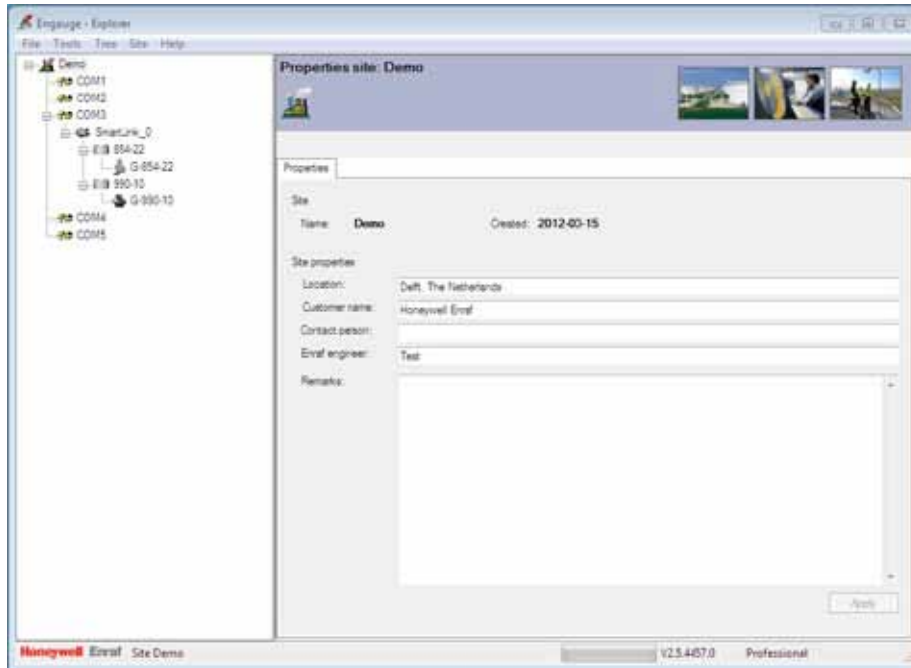 Engauge - Explorer
File Tools Tree Site Help
Demo
COM1
COM2
COM3
SmartLink_0
854-22
G-854-22
990-10
G-990-10
COM4
COM5
Properties site: Demo
Properties
Site
Name: Demo Created: 2012-03-15
Site properties
Location: Delft, The Netherlands
Customer name: Honeywell Enraf
Contact person:
Enraf engineer: Test
Remarks:
Apply
Honeywell Enraf Site Demo V2.5.4457.0 Professional